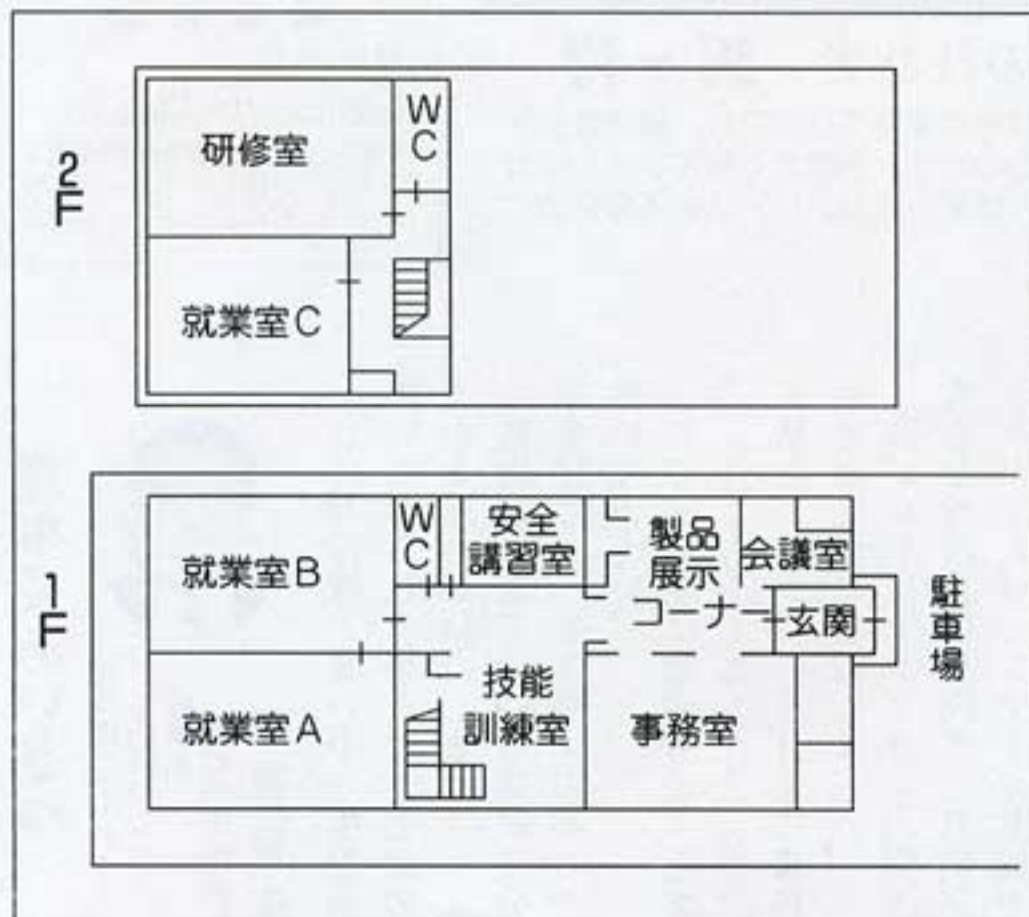 2F
研修室
WC
就業室C
1F
就業室B
WC
安全
講習室
製品
展示
コーナー
会議室
玄関
駐車場
就業室A
技能
訓練室
事務室